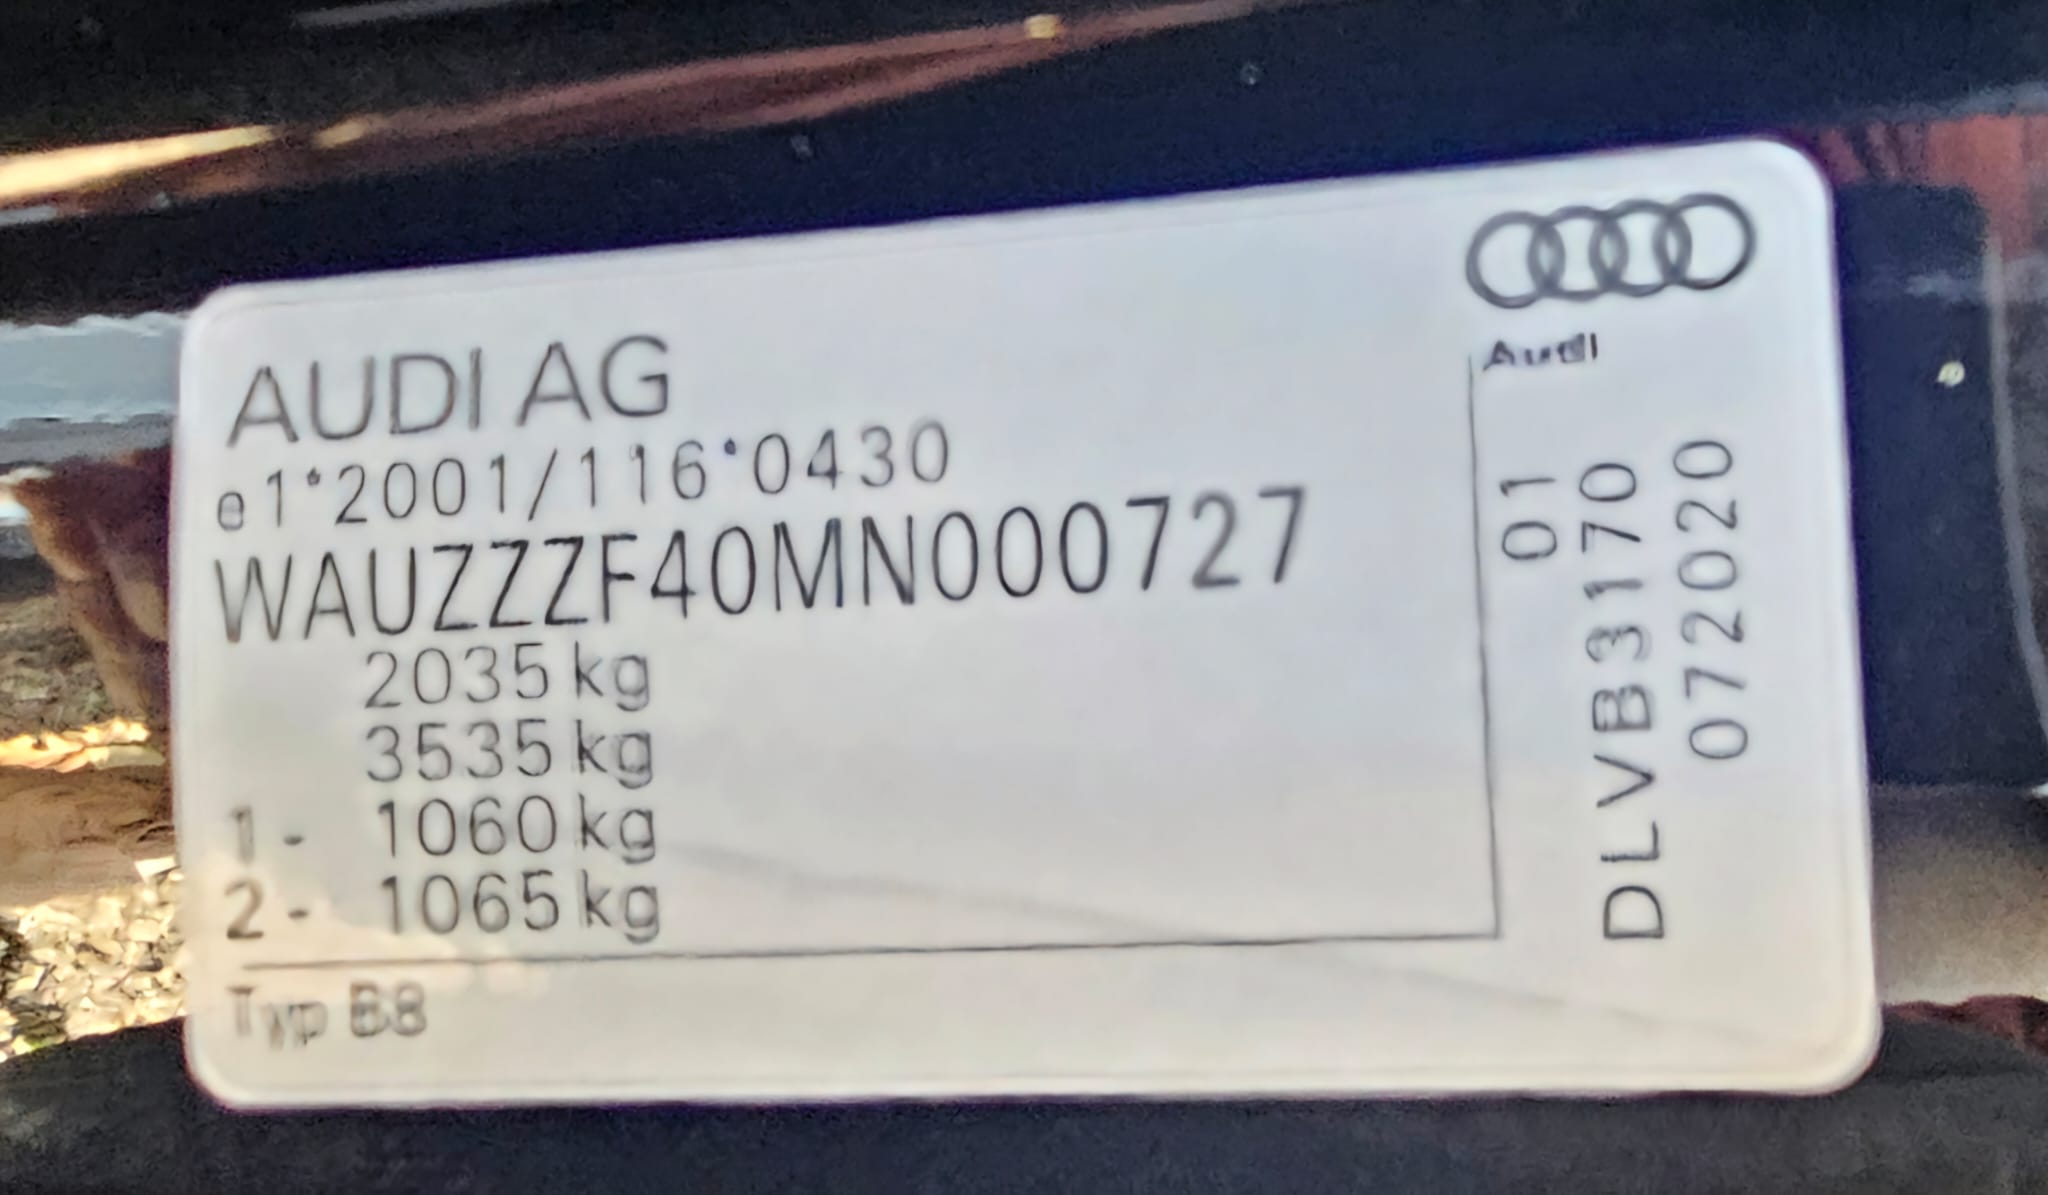 Audi
AUDI AG
e1*2001/116*0430
WAUZZZF40MN000727
2035 kg
3535 kg
1 - 1060 kg
2 - 1065 kg
Typ B8
01
DLVB3170
072020